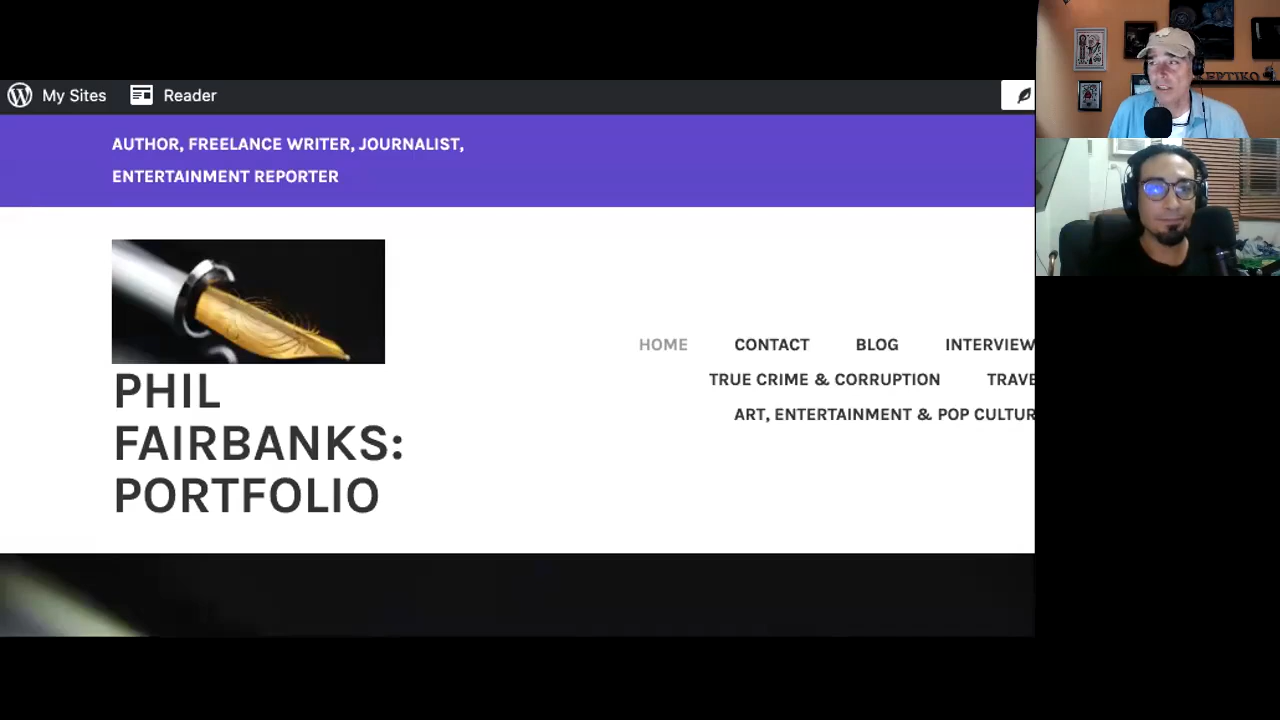 My Sites Reader
AUTHOR, FREELANCE WRITER, JOURNALIST,
ENTERTAINMENT REPORTER
PHIL
FAIRBANKS:
PORTFOLIO
HOME CONTACT BLOG INTERVIEW
TRUE CRIME & CORRUPTION TRAVE
ART, ENTERTAINMENT & POP CULTUR
EPTIKO